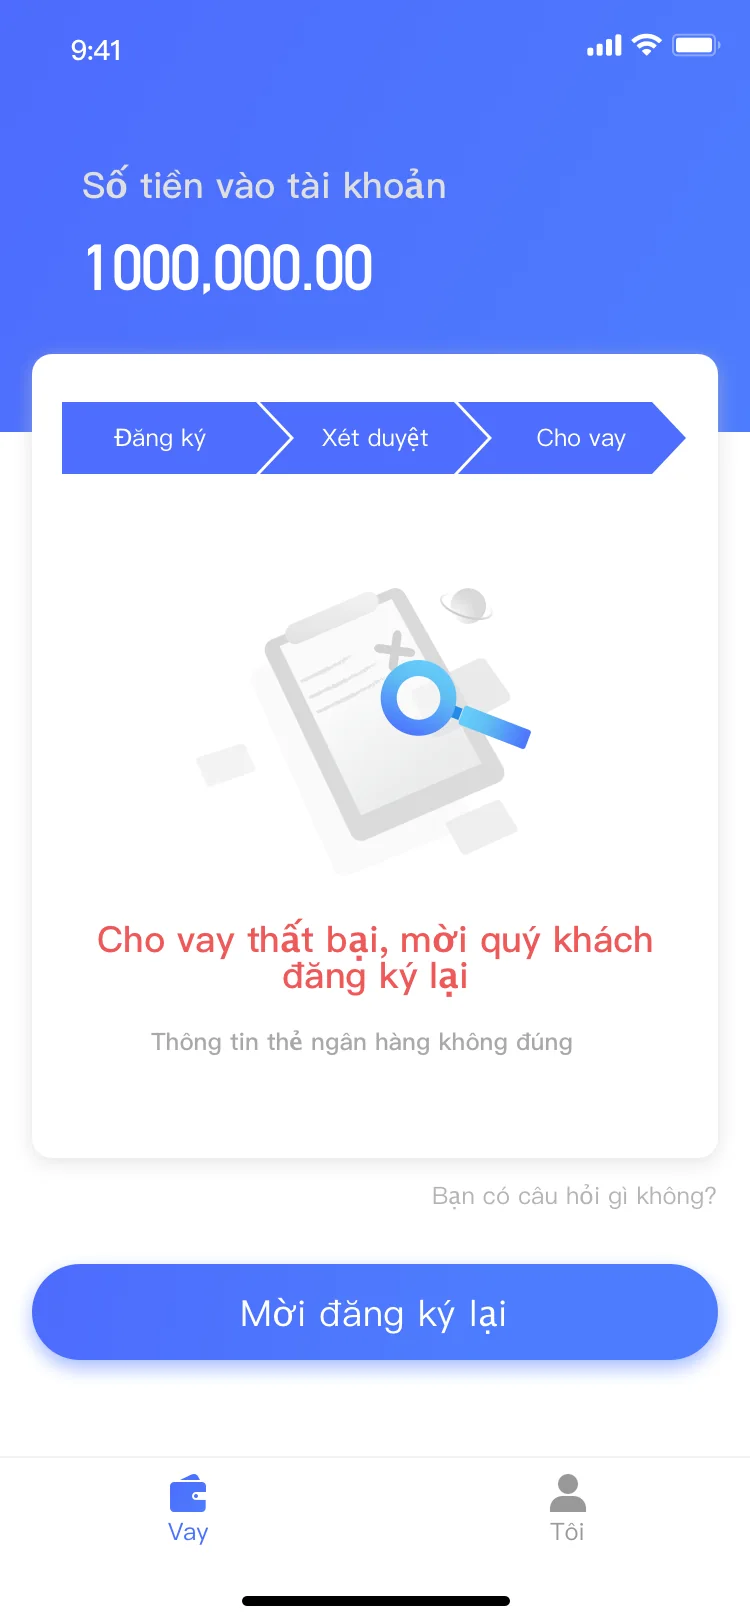 9:41
Số tiền vào tài khoản
1000,000.00
Đăng ký
Xét duyệt
Cho vay
Cho vay thất bại, mời quý khách
đăng ký lại
Thông tin thẻ ngân hàng không đúng
Bạn có câu hỏi gì không?
Mời đăng ký lại
Vay
Tôi